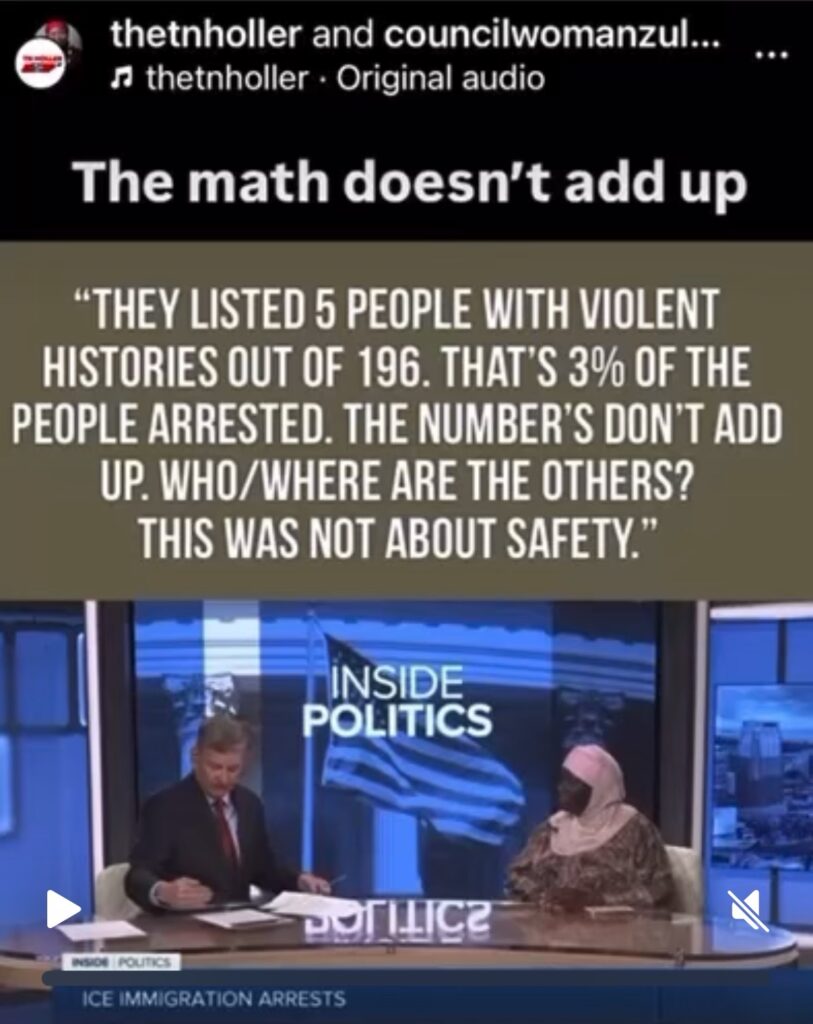 thetnholler and councilwomanzul...
thetnholler · Original audio
The math doesn't add up
“THEY LISTED 5 PEOPLE WITH VIOLENT
HISTORIES OUT OF 196. THAT’S 3% OF THE
PEOPLE ARRESTED. THE NUMBER’S DON’T ADD
UP. WHO/WHERE ARE THE OTHERS?
THIS WAS NOT ABOUT SAFETY.”
INSIDE
POLITICS
POLITICS
INSIDE POLITICS
ICE IMMIGRATION ARRESTS